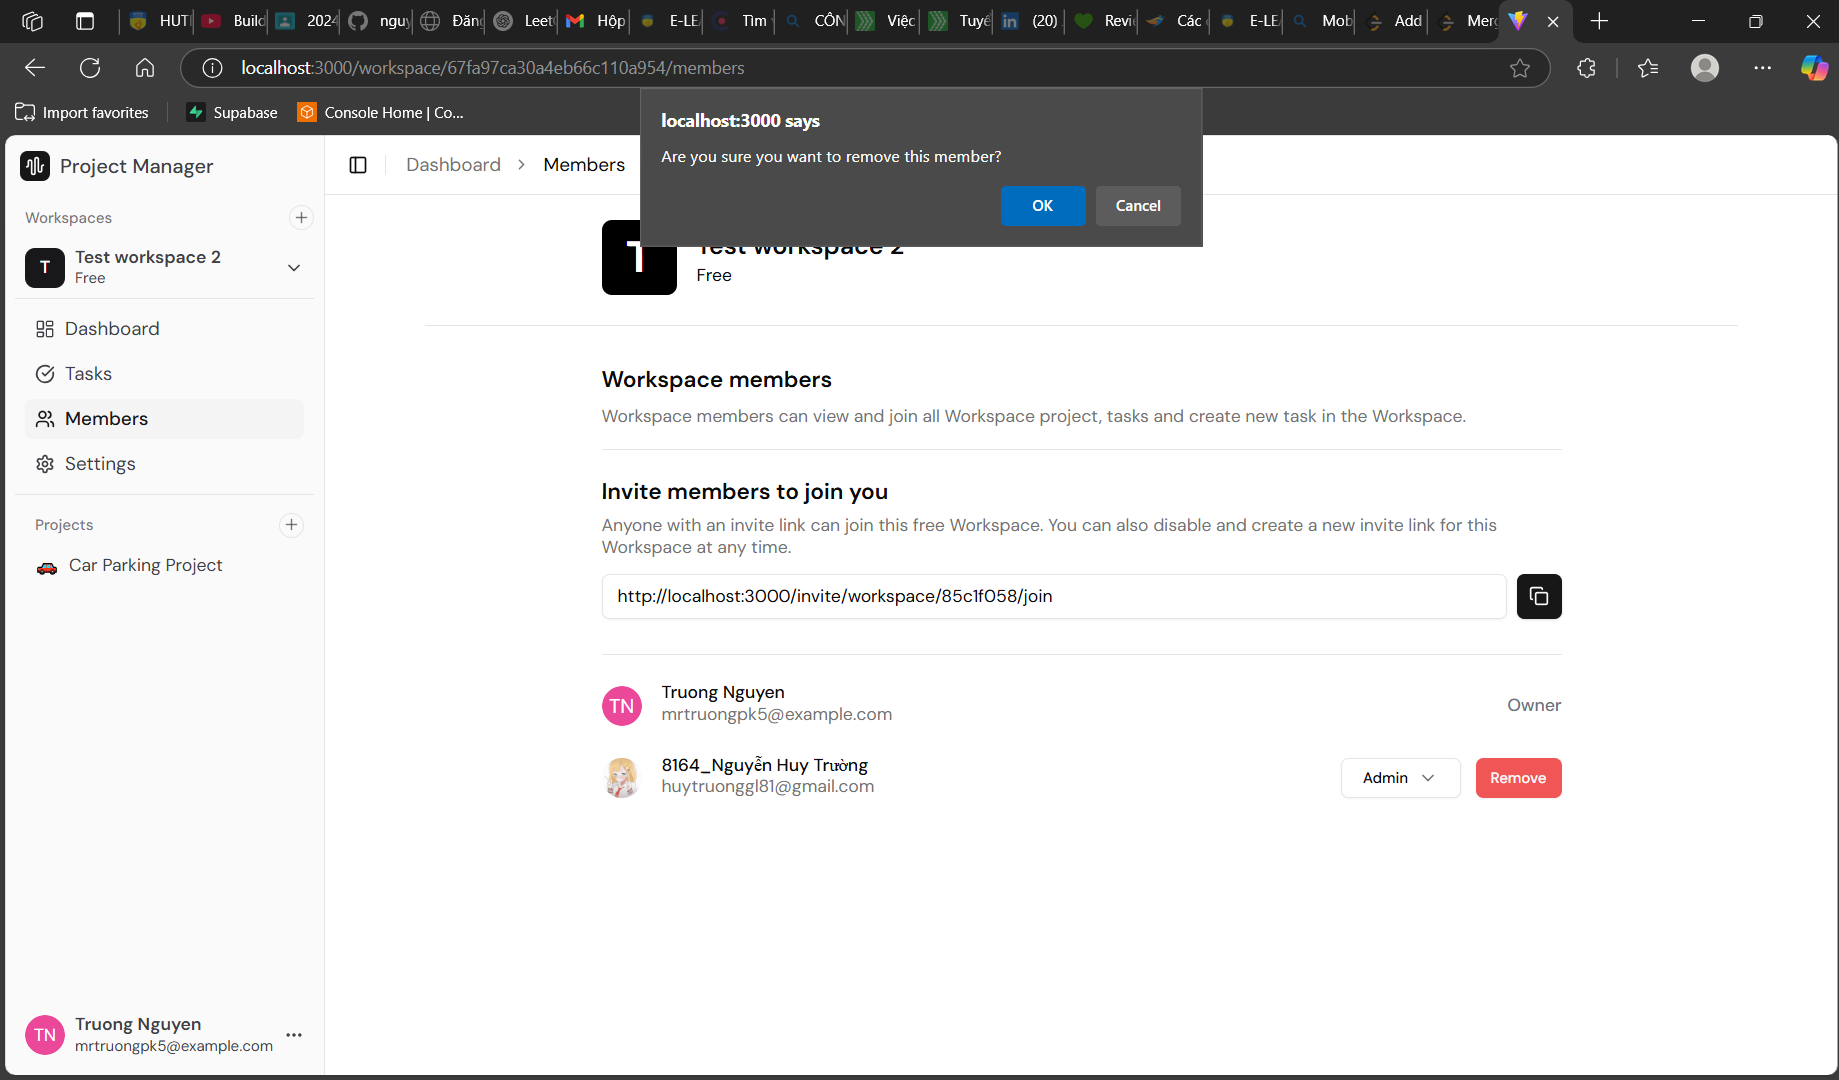 HUT
Build
2024
nguy
Đăn
Leet
Hộp
E-LE
Tìm
CÔN
Việc
Tuyể
(20)
Revi
Các
E-LE
Mob
Add
Merg
localhost:3000/workspace/67fa97ca30a4eb66c110a954/members
Import favorites
Supabase
Console Home | Co...
localhost:3000 says
Are you sure you want to remove this member?
OK
Cancel
Project Manager
Dashboard
Members
Workspaces
T
Test workspace 2
Free
T
Test workspace 2
Free
Dashboard
Tasks
Members
Settings
Projects
Car Parking Project
Workspace members
Workspace members can view and join all Workspace project, tasks and create new task in the Workspace.
Invite members to join you
Anyone with an invite link can join this free Workspace. You can also disable and create a new invite link for this
Workspace at any time.
http://localhost:3000/invite/workspace/85c1f058/join
TN
Truong Nguyen
mrtruongpk5@example.com
Owner
8164_Nguyễn Huy Trường
huytruonggl81@gmail.com
Admin
Remove
TN
Truong Nguyen
mrtruongpk5@example.com